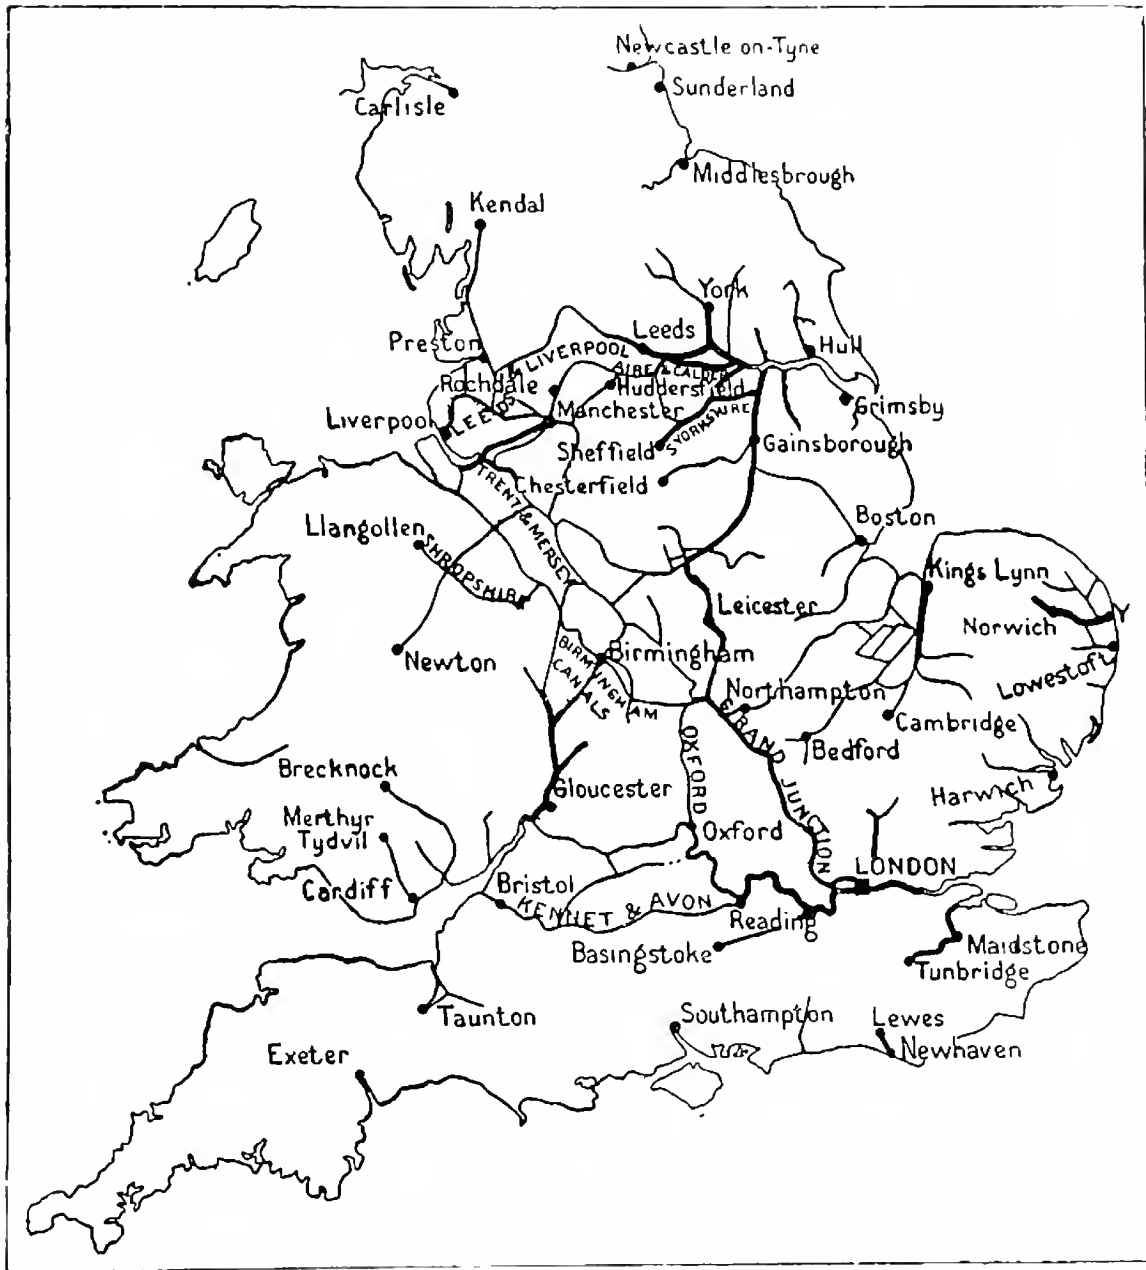 Newcastle on-Tyne
Sunderland
Carlisle
Middlesbrough
Kendal
York
Leeds
Hull
Preston
LEEDS & LIVERPOOL
AIRE & CALDER
Rochdale
Huddersfield
Grimsby
Liverpool
Manchester
S YORKSHIRE
Sheffield
Gainsborough
TRENT & MERSEY
Chesterfield
Llangollen
Boston
SHROPSHIRE
Kings Lynn
Leicester
Y
Norwich
Newton
BIRMINGHAM
CANALS
Birmingham
Lowestoft
Northampton
Cambridge
GRAND JUNCTION
OXFORD
Bedford
Brecknock
Gloucester
Harwich
Merthyr
Tydvil
Oxford
LONDON
Cardiff
Bristol
KENNET & AVON
Reading
Basingstoke
Maidstone
Tunbridge
Taunton
Southampton
Lewes
Newhaven
Exeter